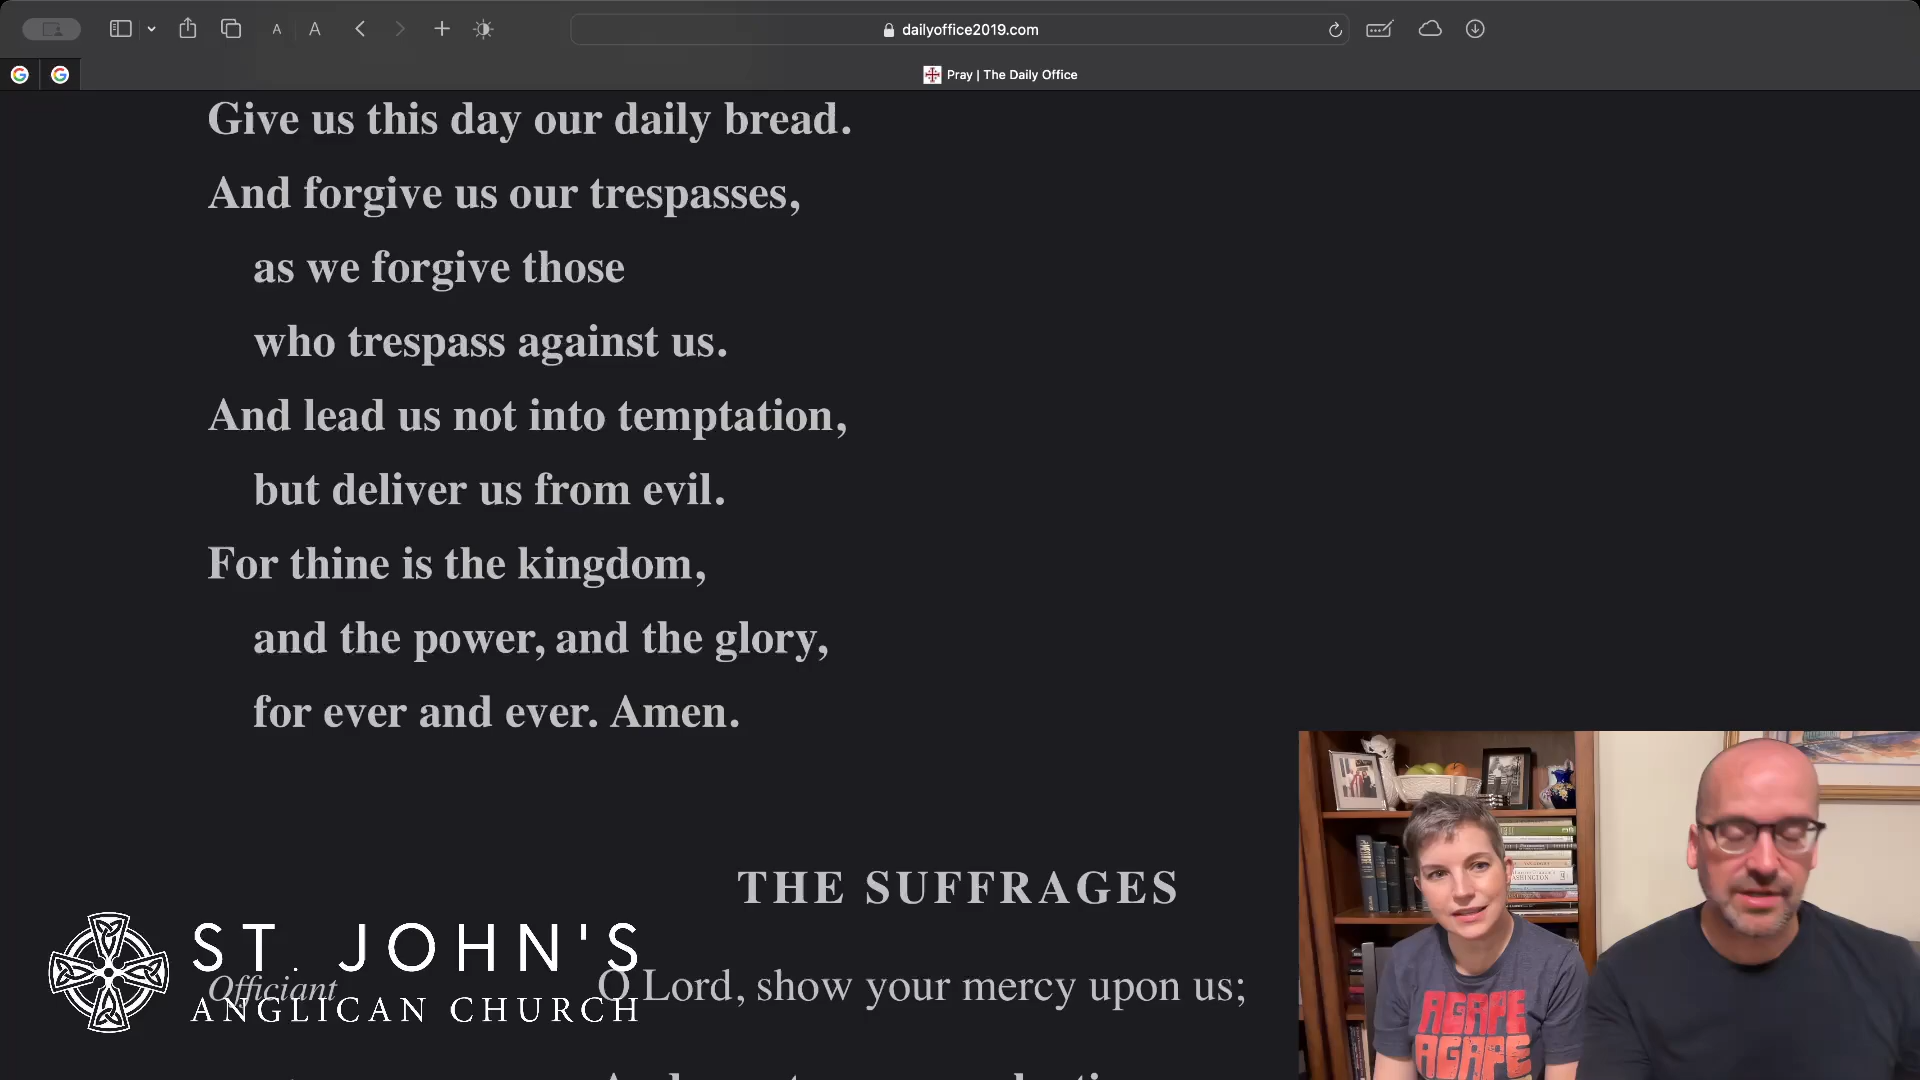 A A
dailyoffice2019.com
Pray | The Daily Office
Give us this day our daily bread.
And forgive us our trespasses,
as we forgive those
who trespass against us.
And lead us not into temptation,
but deliver us from evil.
For thine is the kingdom,
and the power, and the glory,
for ever and ever. Amen.
THE SUFFRAGES
Officiant O Lord, show your mercy upon us;
ST. JOHN'S
ANGLICAN CHURCH
AGAPE
AGAPE